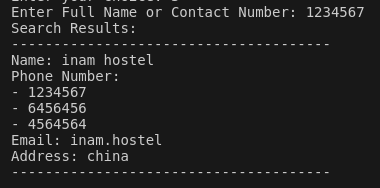 Enter Full Name or Contact Number: 1234567
Search Results:
--------------------------------------
Name: inam hostel
Phone Number:
- 1234567
- 6456456
- 4564564
Email: inam.hostel
Address: china
--------------------------------------